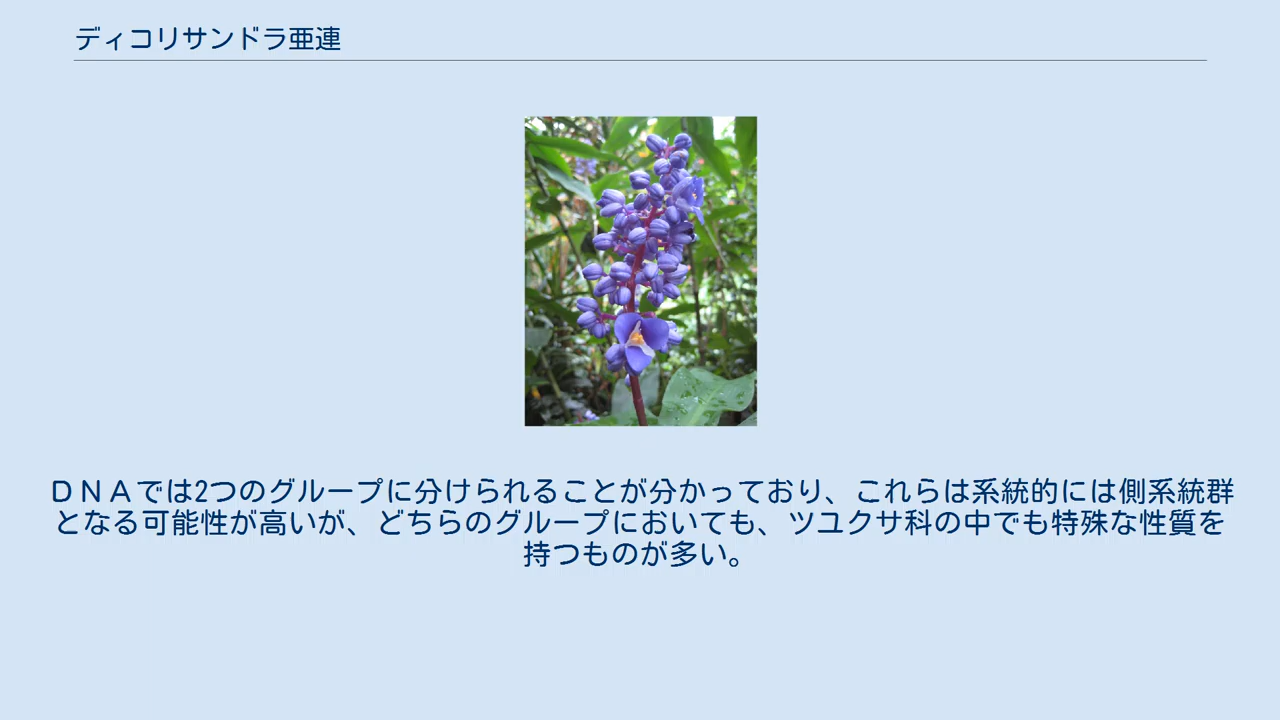 ディコリサンドラ亜連
ＤＮＡでは2つのグループに分けられることが分かっており、これらは系統的には側系統群
となる可能性が高いが、どちらのグループにおいても、ツユクサ科の中でも特殊な性質を
持つものが多い。